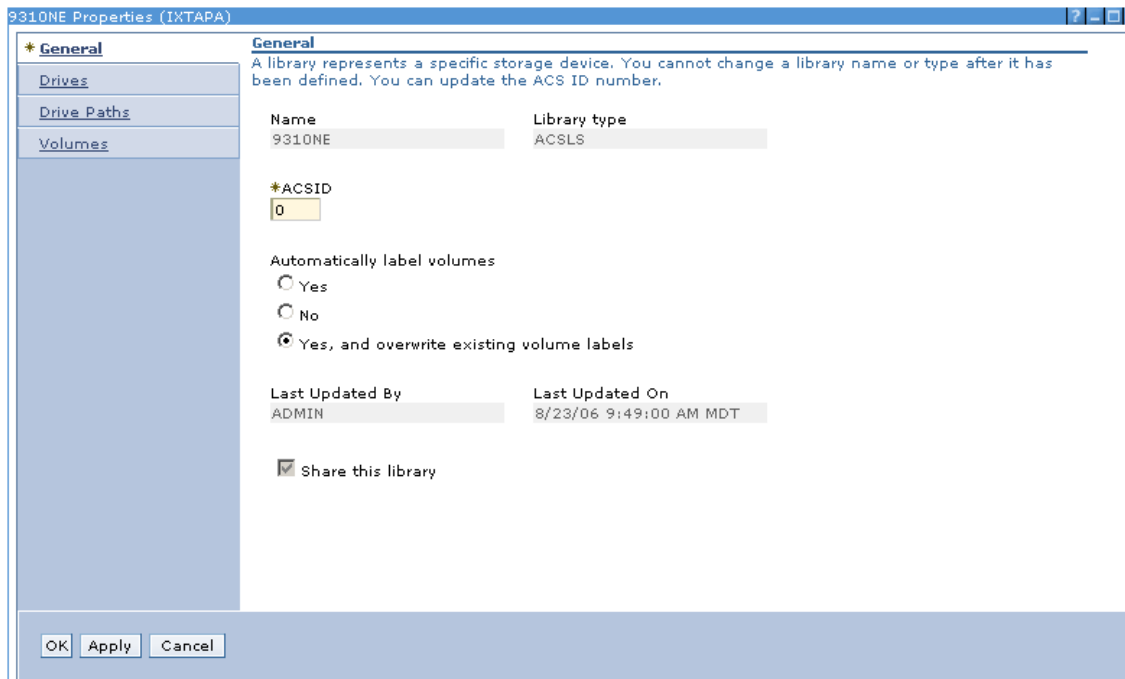 9310NE Properties (IXTAPA)
?
General
Drives
Drive Paths
Volumes
General
A library represents a specific storage device. You cannot change a library name or type after it has
been defined. You can update the ACS ID number.
Name Library type
9310NE ACSLS
*ACSID
0
Automatically label volumes
Yes
No
Yes, and overwrite existing volume labels
Last Updated By Last Updated On
ADMIN 8/23/06 9:49:00 AM MDT
Share this library
OK Apply Cancel